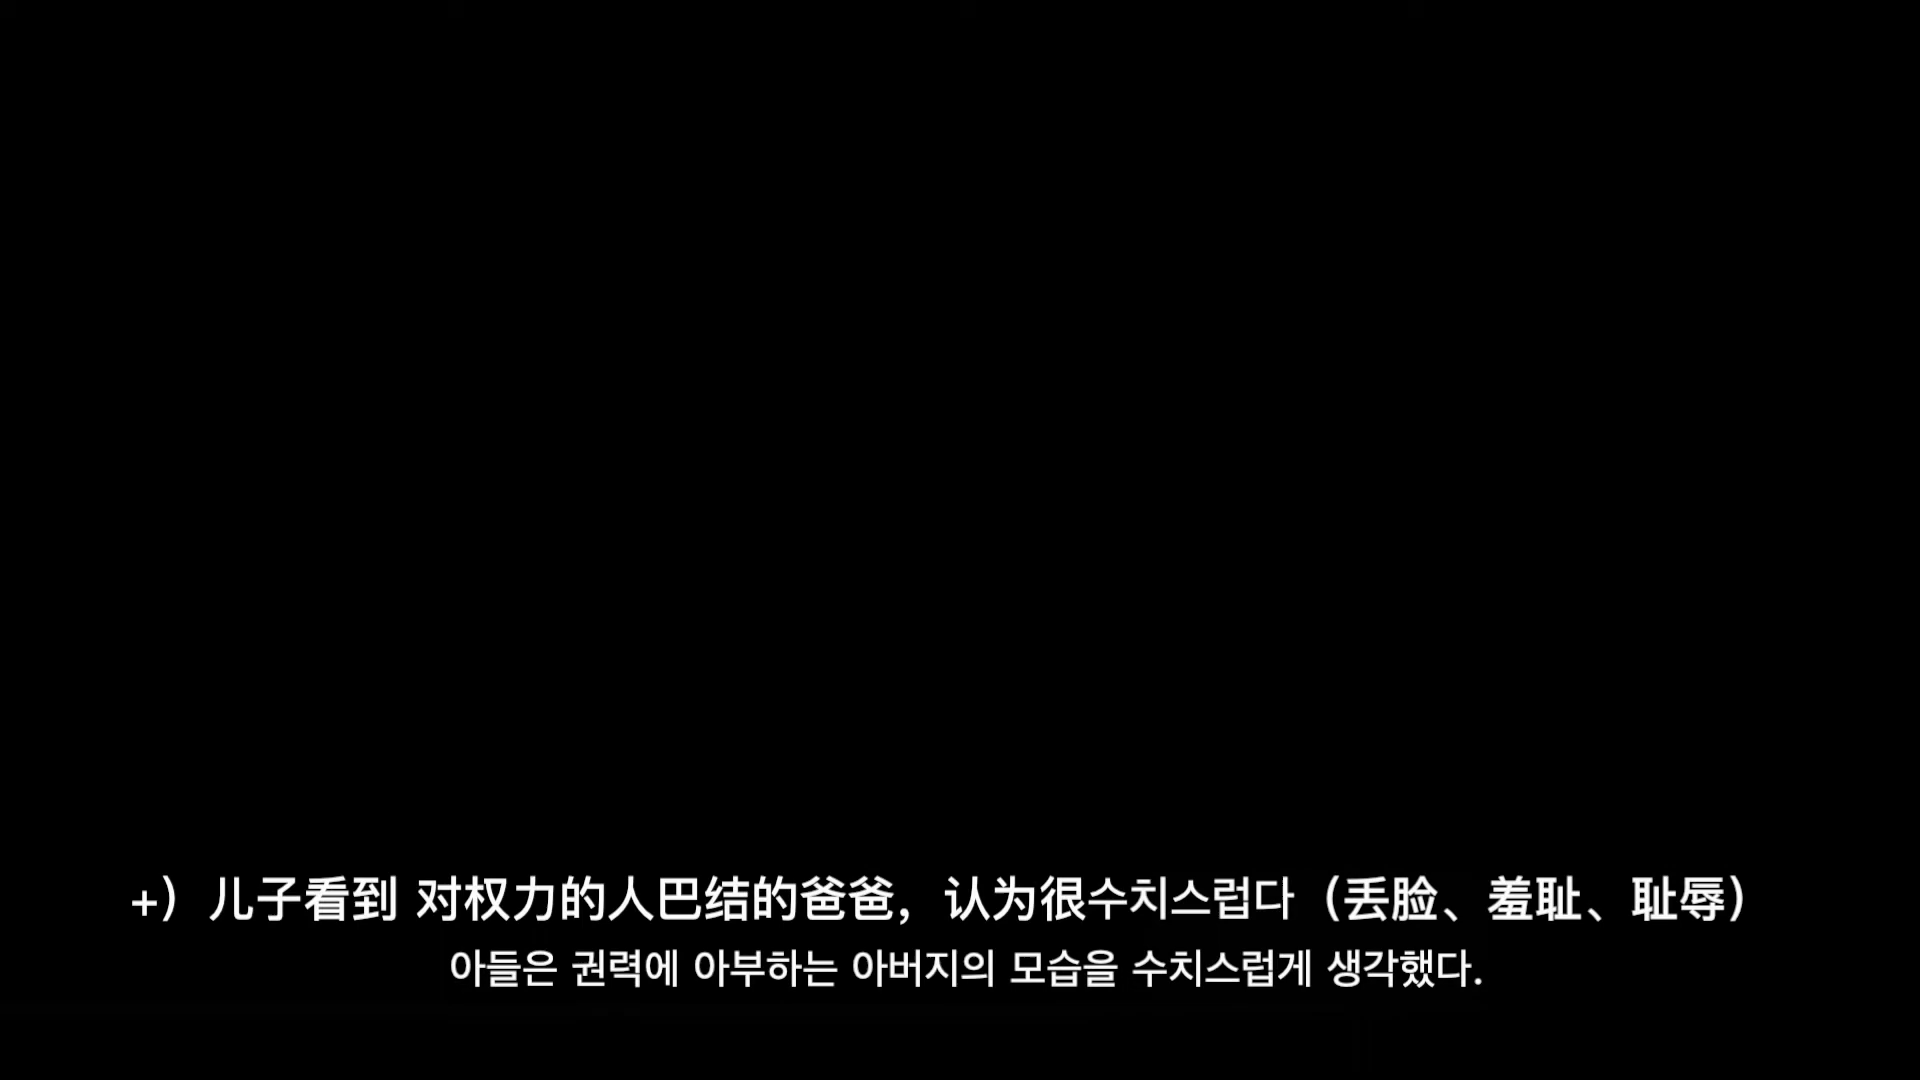 +）儿子看到 对权力的人巴结的爸爸，认为很수치스럽다（丢脸、羞耻、耻辱）
아들은 권력에 아부하는 아버지의 모습을 수치스럽게 생각했다.